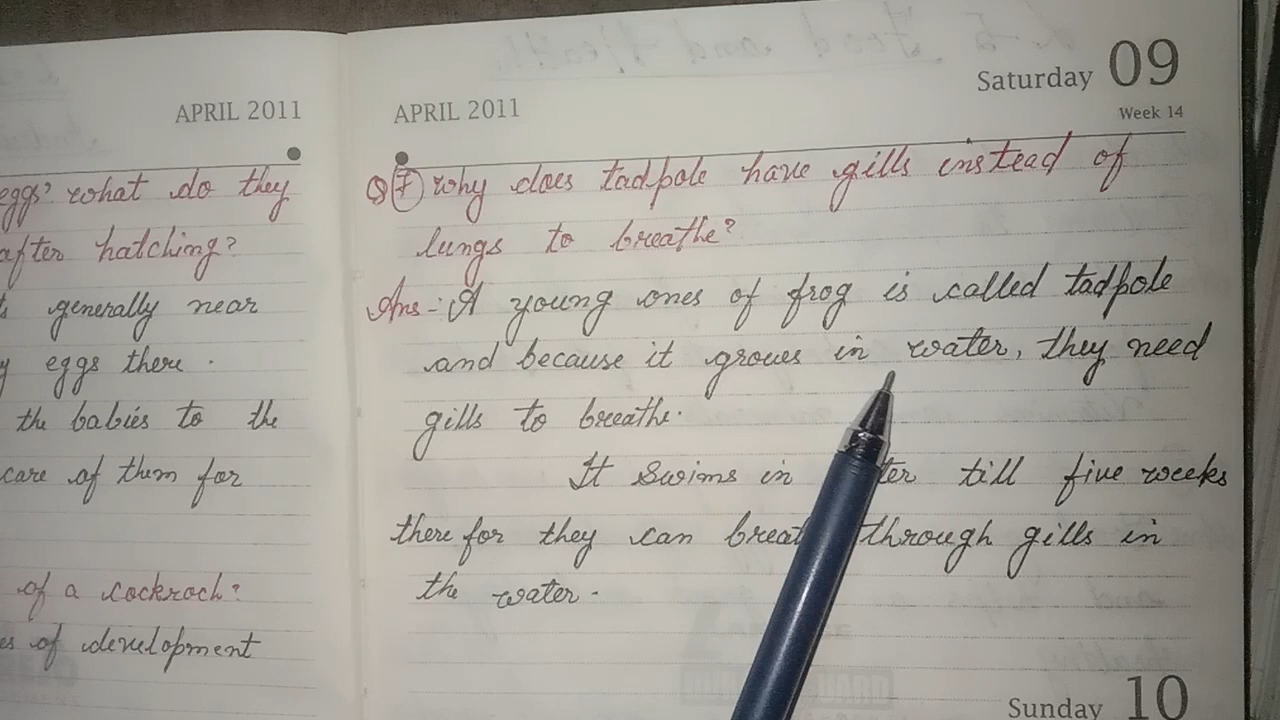 APRIL 2011
eggs? what do they
after hatching?
generally near
eggs there.
the babies to the
care of them for
of a cockroch?
of development
APRIL 2011
Saturday 09
Week 14
Q7 why does tadpole have gills instead of
lungs to breathe?
Ans:- A young ones of frog is called tadpole
and because it groues in water, they need
gills to breathe.
It swims in ter till five weeks
there for they can breat through gills in
the water.
Sunday 10